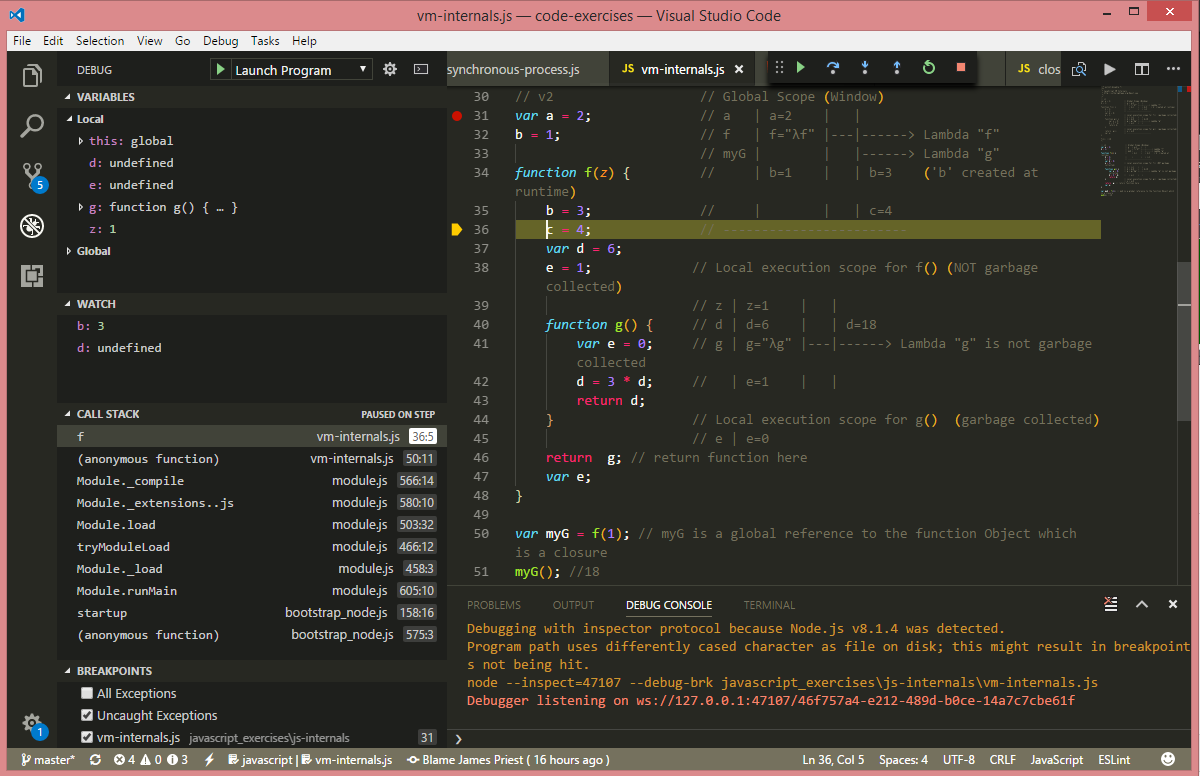 vm-internals.js — code-exercises — Visual Studio Code
File Edit Selection View Go Debug Tasks Help
DEBUG Launch Program
synchronous-process.js JS vm-internals.js JS clos
VARIABLES
Local
this: global
d: undefined
e: undefined
g: function g() { … }
z: 1
Global
WATCH
b: 3
d: undefined
CALL STACK PAUSED ON STEP
f vm-internals.js 36:5
(anonymous function) vm-internals.js 50:11
Module._compile module.js 566:14
Module._extensions..js module.js 580:10
Module.load module.js 503:32
tryModuleLoad module.js 466:12
Module._load module.js 458:3
Module.runMain module.js 605:10
startup bootstrap_node.js 158:16
(anonymous function) bootstrap_node.js 575:3
BREAKPOINTS
All Exceptions
Uncaught Exceptions
vm-internals.js javascript_exercises\js-internals 31
5
1
30 // v2 // Global Scope (Window)
31 var a = 2; // a | a=2 | |
32 b = 1; // f | f="λf" |---|------> Lambda "f"
33 // myG | | |------> Lambda "g"
34 function f(z) { // | b=1 | | b=3 ('b' created at
runtime)
35 b = 3; // | | | c=4
36 c = 4; // ------------------------
37 var d = 6;
38 e = 1; // Local execution scope for f() (NOT garbage
collected)
39 // z | z=1 | |
40 function g() { // d | d=6 | | d=18
41 var e = 0; // g | g="λg" |---|------> Lambda "g" is not garbage
collected
42 d = 3 * d; // | e=1 | |
43 return d;
44 } // Local execution scope for g() (garbage collected)
45 // e | e=0
46 return g; // return function here
47 var e;
48 }
49
50 var myG = f(1); // myG is a global reference to the function Object which
is a closure
51 myG(); //18
PROBLEMS OUTPUT DEBUG CONSOLE TERMINAL
Debugging with inspector protocol because Node.js v8.1.4 was detected.
Program path uses differently cased character as file on disk; this might result in breakpoint
s not being hit.
node --inspect=47107 --debug-brk javascript_exercises\js-internals\vm-internals.js
Debugger listening on ws://127.0.0.1:47107/46f757a4-e212-489d-b0ce-14a7c7cbe61f
master* 4 0 3 javascript | vm-internals.js Blame James Priest ( 16 hours ago ) Ln 36, Col 5 Spaces: 4 UTF-8 CRLF JavaScript ESLint